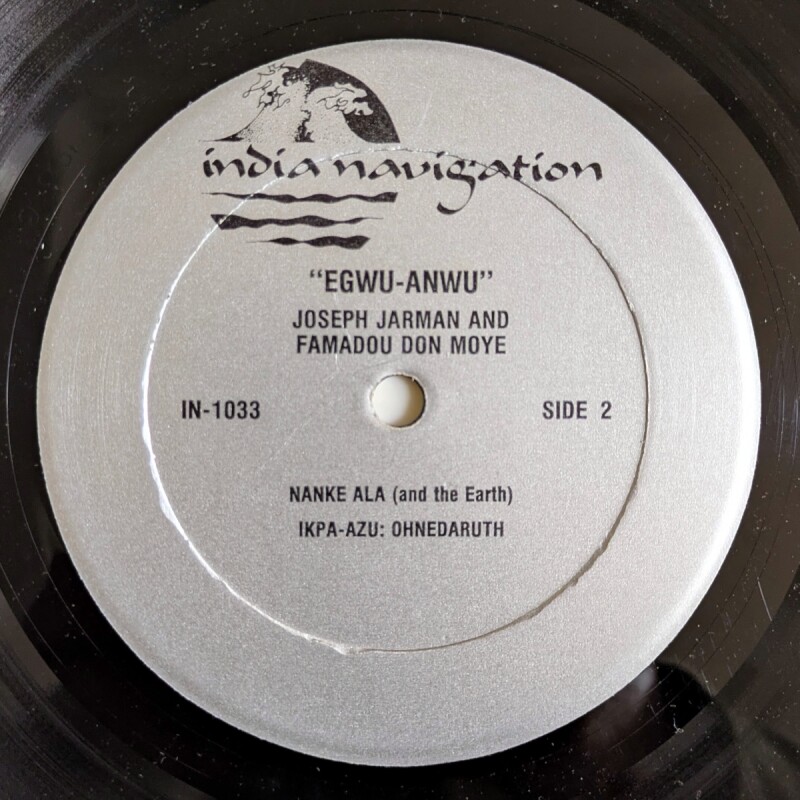 india navigation
“EGWU-ANWU”
JOSEPH JARMAN AND
FAMADOU DON MOYE
IN-1033
SIDE 2
NANKE ALA (and the Earth)
IKPA-AZU: OHNEDARUTH